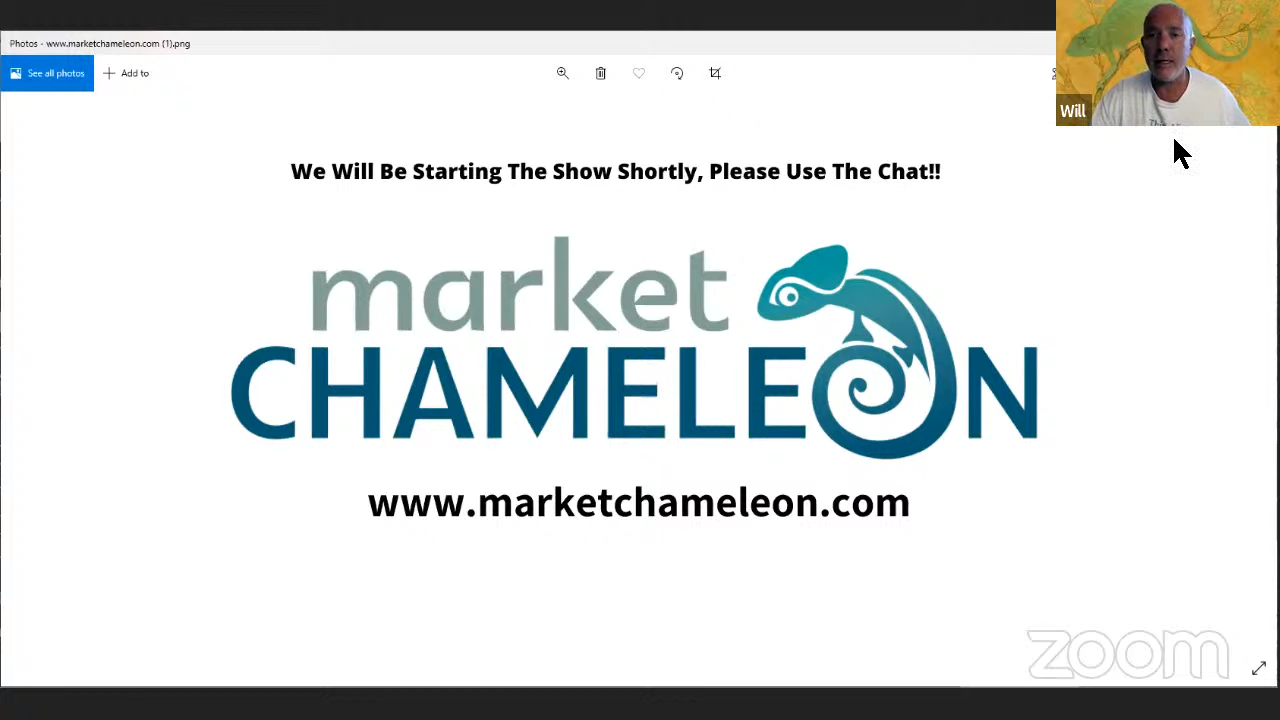 Photos - www.marketchameleon.com (1).png
See all photos
Add to
Will
We Will Be Starting The Show Shortly, Please Use The Chat!!
market
CHAMELEON
www.marketchameleon.com
zoom